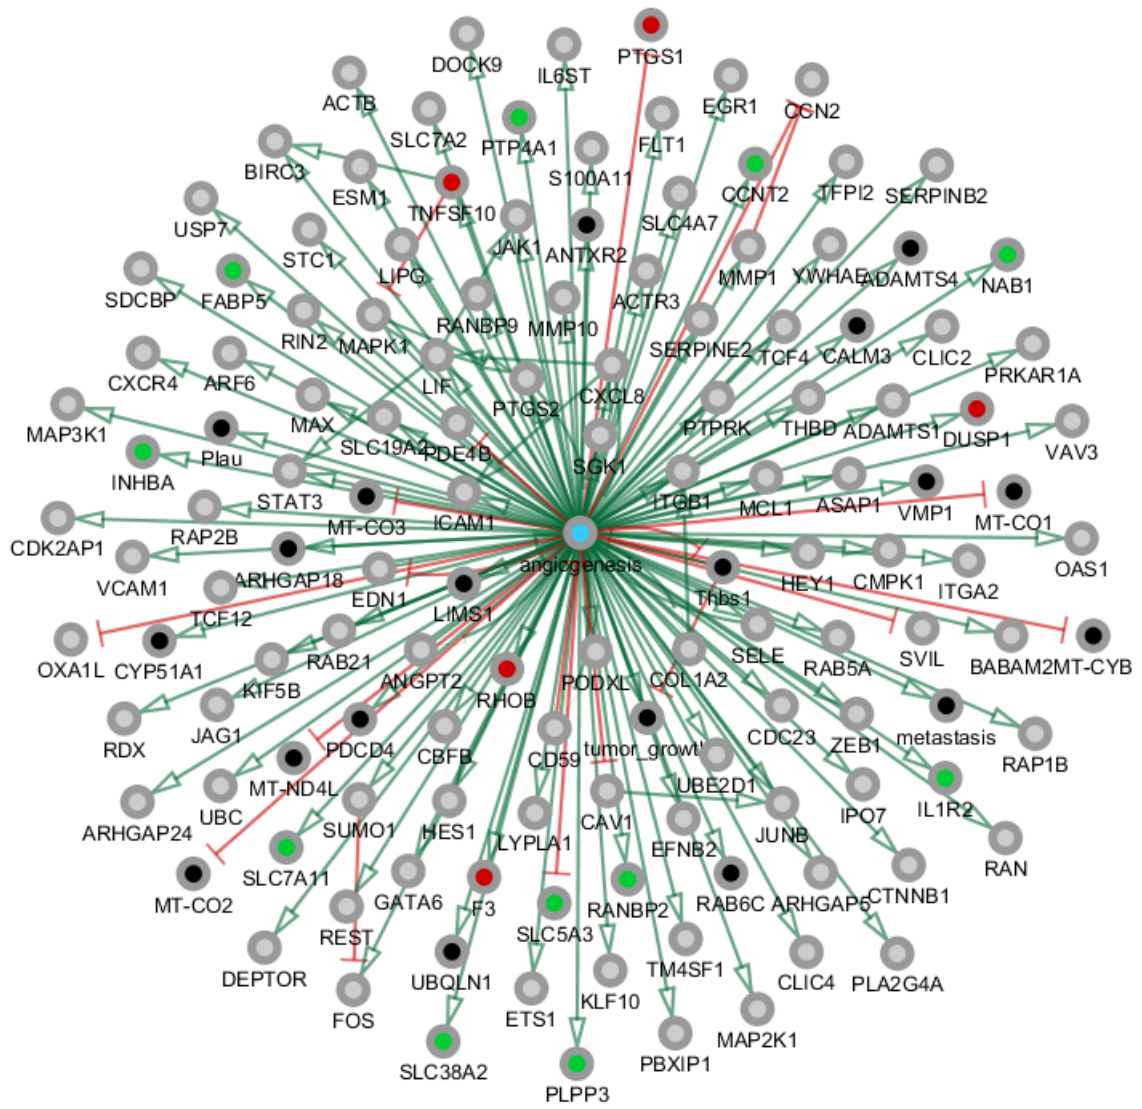 DOCK9
IL6ST
PTGS1
ACTB
EGR1
CCN2
SLC7A2
PTP4A1
FLT1
BIRC3
ESM1
S100A11
CCNT2
TFPI2
SERPINB2
USP7
TNFSF10
SLC4A7
STC1
LIPG
JAK1
ANTXR2
MMP1
YWHAE
ADAMTS4
NAB1
SDCBP
FABP5
RIN2
MAPK1
RANBP9
MMP10
ACTR3
SERPINE2
TCF4
CALM3
CLIC2
PRKAR1A
CXCR4
ARF6
LIF
CXCL8
MAP3K1
MAX
SLC19A2
PTGS2
PTPRK
THBD
ADAMTS1
DUSP1
VAV3
Plau
PDE4B
INHBA
STAT3
SGK1
ITGB1
MCL1
ASAP1
VMP1
MT-CO3
ICAM1
MT-CO1
CDK2AP1
RAP2B
angiogenesis
OAS1
VCAM1
ARHGAP18
EDN1
LIMS1
Thbs1
HEY1
CMPK1
ITGA2
TCF12
OXA1L
CYP51A1
RAB21
ANGPT2
RHOB
PODXL
COL1A2
SELE
RAB5A
SVIL
BABAM2
MT-CYB
KIF5B
RDX
JAG1
PDCD4
CBFB
CD59
tumor_growth
CDC23
ZEB1
metastasis
RAP1B
MT-ND4L
UBE2D1
ARHGAP24
UBC
SUMO1
HES1
LYPLA1
CAV1
EFNB2
JUNB
IPO7
IL1R2
RAN
MT-CO2
SLC7A11
GATA6
F3
SLC5A3
RANBP2
RAB6C
ARHGAP5
CTNNB1
REST
DEPTOR
FOS
UBQLN1
ETS1
KLF10
TM4SF1
CLIC4
PLA2G4A
SLC38A2
PLPP3
PBXIP1
MAP2K1